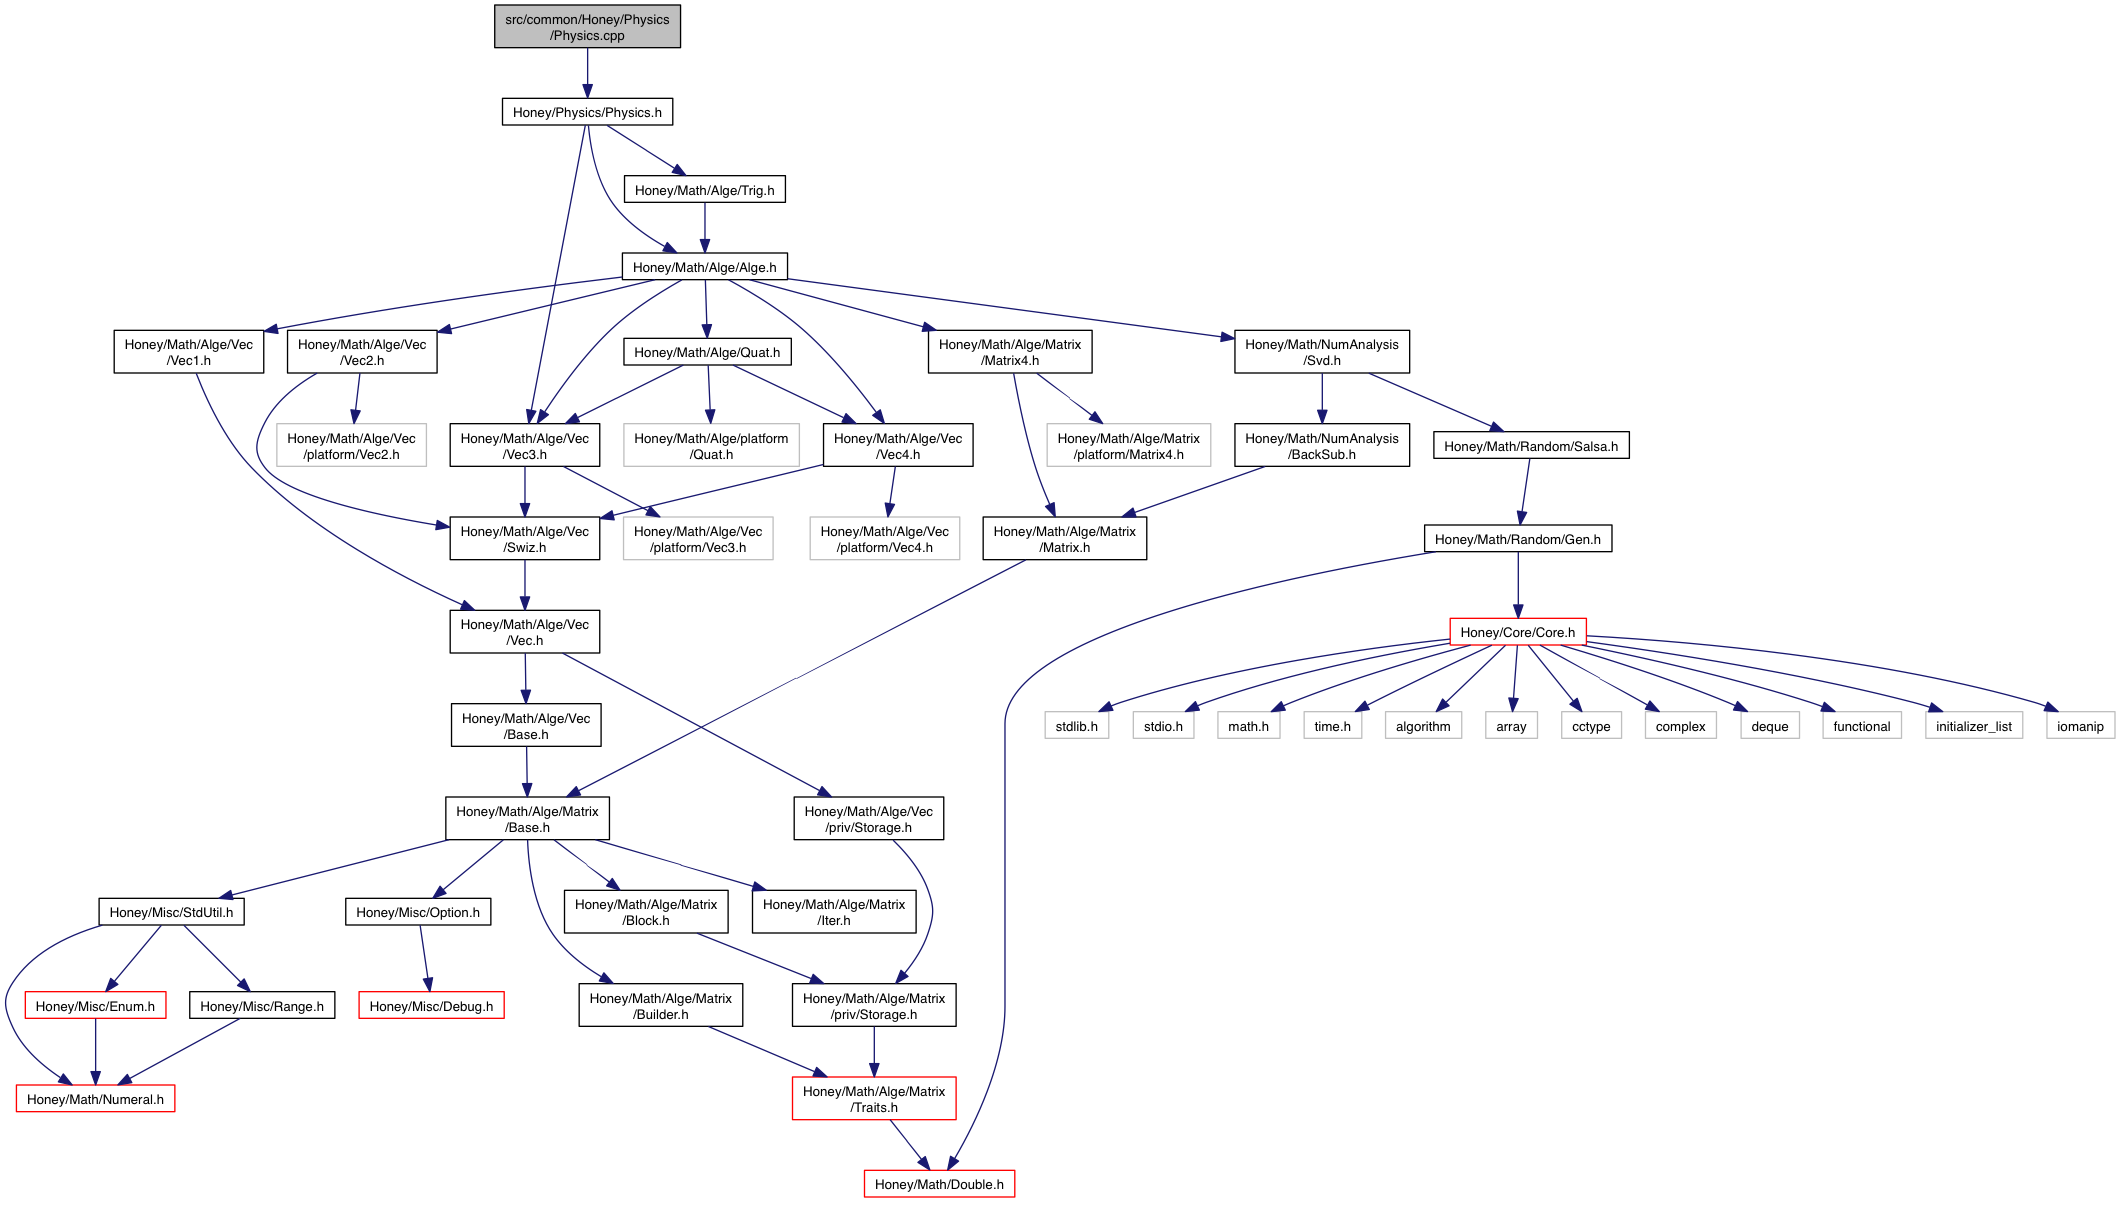 src/common/Honey/Physics
/Physics.cpp
Honey/Physics/Physics.h
Honey/Math/Alge/Trig.h
Honey/Math/Alge/Alge.h
Honey/Math/Alge/Vec
/Vec1.h
Honey/Math/Alge/Vec
/Vec2.h
Honey/Math/Alge/Quat.h
Honey/Math/Alge/Matrix
/Matrix4.h
Honey/Math/NumAnalysis
/Svd.h
Honey/Math/Alge/Vec
/platform/Vec2.h
Honey/Math/Alge/Vec
/Vec3.h
Honey/Math/Alge/platform
/Quat.h
Honey/Math/Alge/Vec
/Vec4.h
Honey/Math/Alge/Matrix
/platform/Matrix4.h
Honey/Math/NumAnalysis
/BackSub.h
Honey/Math/Random/Salsa.h
Honey/Math/Alge/Vec
/Swiz.h
Honey/Math/Alge/Vec
/platform/Vec3.h
Honey/Math/Alge/Vec
/platform/Vec4.h
Honey/Math/Alge/Matrix
/Matrix.h
Honey/Math/Random/Gen.h
Honey/Math/Alge/Vec
/Vec.h
Honey/Core/Core.h
Honey/Math/Alge/Vec
/Base.h
stdlib.h
stdio.h
math.h
time.h
algorithm
array
cctype
complex
deque
functional
initializer_list
iomanip
Honey/Math/Alge/Matrix
/Base.h
Honey/Math/Alge/Vec
/priv/Storage.h
Honey/Misc/StdUtil.h
Honey/Misc/Option.h
Honey/Math/Alge/Matrix
/Block.h
Honey/Math/Alge/Matrix
/Iter.h
Honey/Misc/Enum.h
Honey/Misc/Range.h
Honey/Misc/Debug.h
Honey/Math/Alge/Matrix
/Builder.h
Honey/Math/Alge/Matrix
/priv/Storage.h
Honey/Math/Numeral.h
Honey/Math/Alge/Matrix
/Traits.h
Honey/Math/Double.h